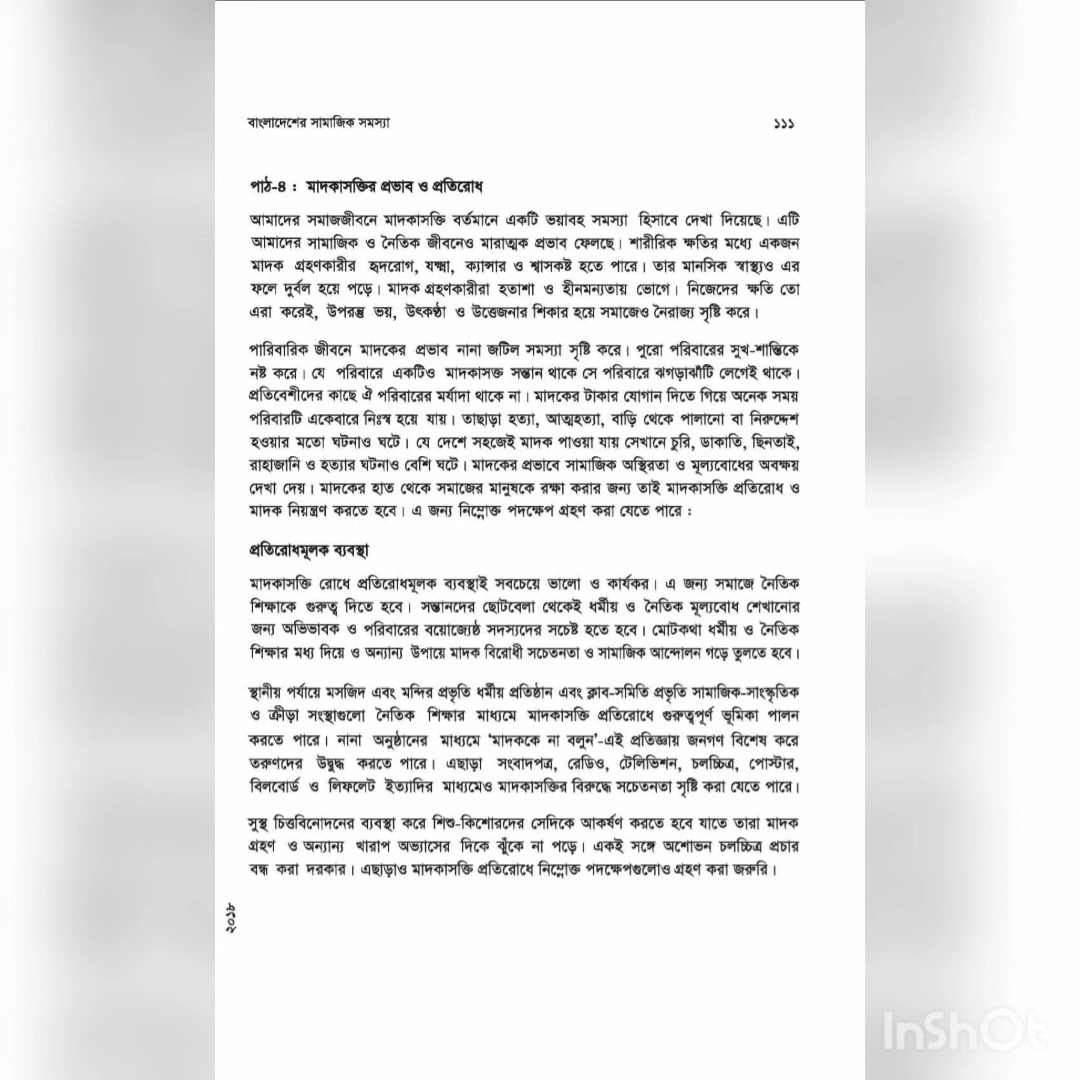 বাংলাদেশের সামাজিক সমস্যা ১১১
পাঠ-৪ : মাদকাসক্তির প্রভাব ও প্রতিরোধ
আমাদের সমাজজীবনে মাদকাসক্তি বর্তমানে একটি ভয়াবহ সমস্যা হিসাবে দেখা দিয়েছে। এটি
আমাদের সামাজিক ও নৈতিক জীবনেও মারাত্মক প্রভাব ফেলছে। শারীরিক ক্ষতির মধ্যে একজন
মাদক গ্রহণকারীর হৃদরোগ, যক্ষ্মা, ক্যান্সার ও শ্বাসকষ্ট হতে পারে। তার মানসিক স্বাস্থ্যও এর
ফলে দুর্বল হয়ে পড়ে। মাদক গ্রহণকারীরা হতাশা ও হীনমন্যতায় ভোগে। নিজেদের ক্ষতি তো
এরা করেই, উপরন্তু ভয়, উৎকণ্ঠা ও উত্তেজনার শিকার হয়ে সমাজেও নৈরাজ্য সৃষ্টি করে।
পারিবারিক জীবনে মাদকের প্রভাব নানা জটিল সমস্যা সৃষ্টি করে। পুরো পরিবারের সুখ-শান্তিকে
নষ্ট করে। যে পরিবারে একটিও মাদকাসক্ত সন্তান থাকে সে পরিবারে ঝগড়াঝাঁটি লেগেই থাকে।
প্রতিবেশীদের কাছে ঐ পরিবারের মর্যাদা থাকে না। মাদকের টাকার যোগান দিতে গিয়ে অনেক সময়
পরিবারটি একেবারে নিঃস্ব হয়ে যায়। তাছাড়া হত্যা, আত্মহত্যা, বাড়ি থেকে পালানো বা নিরুদ্দেশ
হওয়ার মতো ঘটনাও ঘটে। যে দেশে সহজেই মাদক পাওয়া যায় সেখানে চুরি, ডাকাতি, ছিনতাই,
রাহাজানি ও হত্যার ঘটনাও বেশি ঘটে। মাদকের প্রভাবে সামাজিক অস্থিরতা ও মূল্যবোধের অবক্ষয়
দেখা দেয়। মাদকের হাত থেকে সমাজের মানুষকে রক্ষা করার জন্য তাই মাদকাসক্তি প্রতিরোধ ও
মাদক নিয়ন্ত্রণ করতে হবে। এ জন্য নিম্নোক্ত পদক্ষেপ গ্রহণ করা যেতে পারে :
প্রতিরোধমূলক ব্যবস্থা
মাদকাসক্তি রোধে প্রতিরোধমূলক ব্যবস্থাই সবচেয়ে ভালো ও কার্যকর। এ জন্য সমাজে নৈতিক
শিক্ষাকে গুরুত্ব দিতে হবে। সন্তানদের ছোটবেলা থেকেই ধর্মীয় ও নৈতিক মূল্যবোধ শেখানোর
জন্য অভিভাবক ও পরিবারের বয়োজ্যেষ্ঠ সদস্যদের সচেষ্ট হতে হবে। মোটকথা ধর্মীয় ও নৈতিক
শিক্ষার মধ্য দিয়ে ও অন্যান্য উপায়ে মাদক বিরোধী সচেতনতা ও সামাজিক আন্দোলন গড়ে তুলতে হবে।
স্থানীয় পর্যায়ে মসজিদ এবং মন্দির প্রভৃতি ধর্মীয় প্রতিষ্ঠান এবং ক্লাব-সমিতি প্রভৃতি সামাজিক-সাংস্কৃতিক
ও ক্রীড়া সংস্থাগুলো নৈতিক শিক্ষার মাধ্যমে মাদকাসক্তি প্রতিরোধে গুরুত্বপূর্ণ ভূমিকা পালন
করতে পারে। নানা অনুষ্ঠানের মাধ্যমে ‘মাদককে না বলুন’-এই প্রতিজ্ঞায় জনগণ বিশেষ করে
তরুণদের উদ্বুদ্ধ করতে পারে। এছাড়া সংবাদপত্র, রেডিও, টেলিভিশন, চলচ্চিত্র, পোস্টার,
বিলবোর্ড ও লিফলেট ইত্যাদির মাধ্যমেও মাদকাসক্তির বিরুদ্ধে সচেতনতা সৃষ্টি করা যেতে পারে।
সুস্থ চিত্তবিনোদনের ব্যবস্থা করে শিশু-কিশোরদের সেদিকে আকর্ষণ করতে হবে যাতে তারা মাদক
গ্রহণ ও অন্যান্য খারাপ অভ্যাসের দিকে ঝুঁকে না পড়ে। একই সঙ্গে অশোভন চলচ্চিত্র প্রচার
বন্ধ করা দরকার। এছাড়াও মাদকাসক্তি প্রতিরোধে নিম্নোক্ত পদক্ষেপগুলোও গ্রহণ করা জরুরি।
২০১৮
InShOt